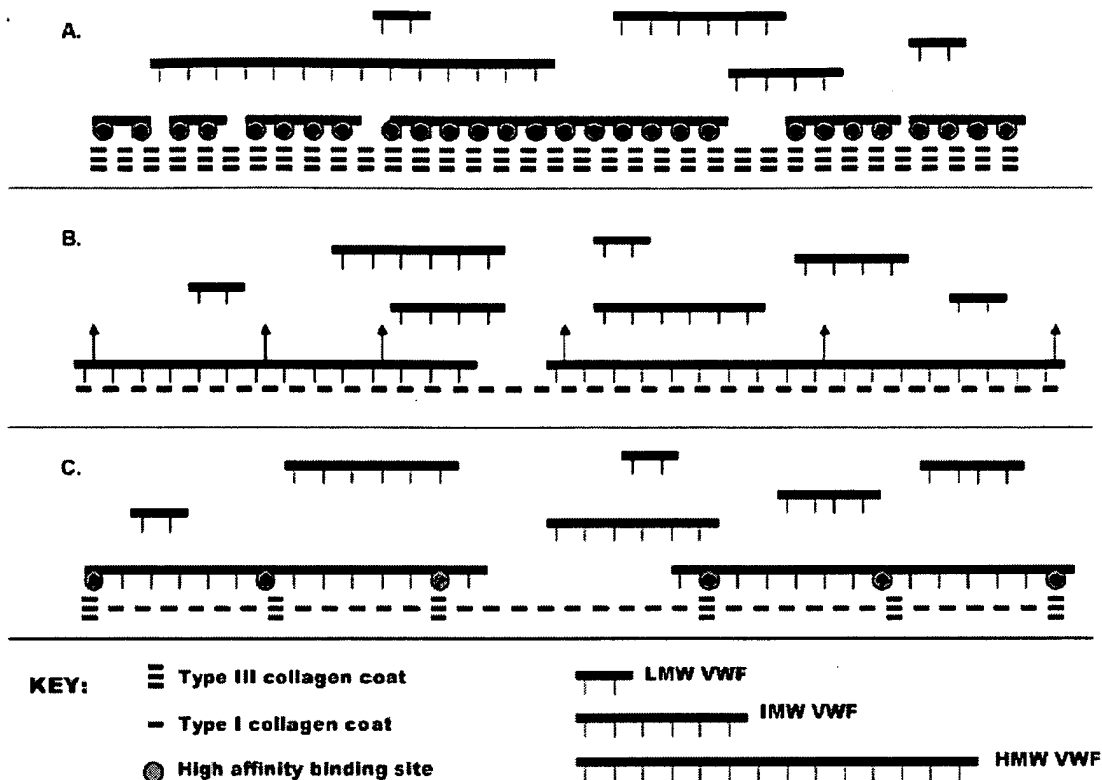 A.
B.
C.
KEY:
Type III collagen coat
Type I collagen coat
High affinity binding site
LMW VWF
IMW VWF
HMW VWF